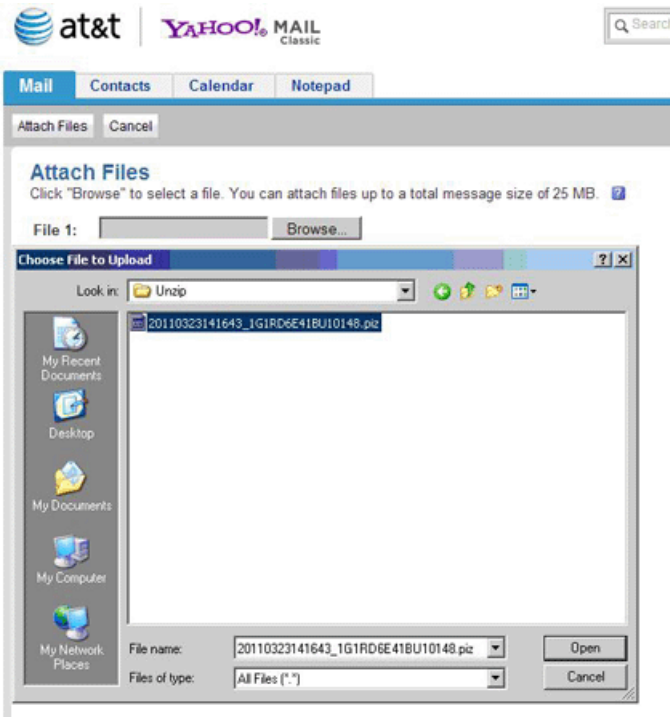 at&t YAHOO! MAIL
Classic
Search
Mail Contacts Calendar Notepad
Attach Files Cancel
Attach Files
Click "Browse" to select a file. You can attach files up to a total message size of 25 MB. ?
File 1: Browse...
Choose File to Upload ? X
Look in: Unzip
20110323141643_1G1RD6E41BU10148.piz
My Recent
Documents
Desktop
My Documents
My Computer
My Network
Places
File name: 20110323141643_1G1RD6E41BU10148.piz Open
Files of type: All Files (*.*) Cancel